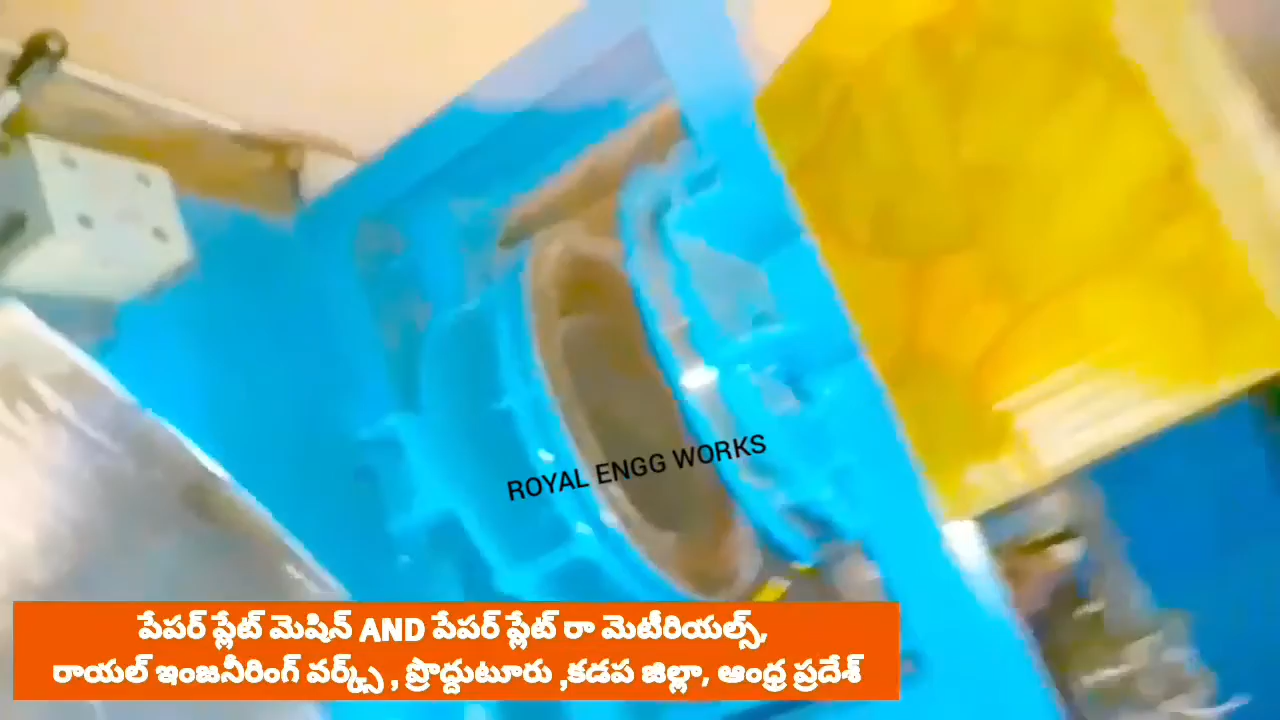 ROYAL ENGG WORKS
పేపర్ ప్లేట్ మెషిన్ AND పేపర్ ప్లేట్ రా మెటీరియల్స్,
రాయల్ ఇంజనీరింగ్ వర్క్స్ , ప్రొద్దుటూరు ,కడప జిల్లా, ఆంధ్ర ప్రదేశ్